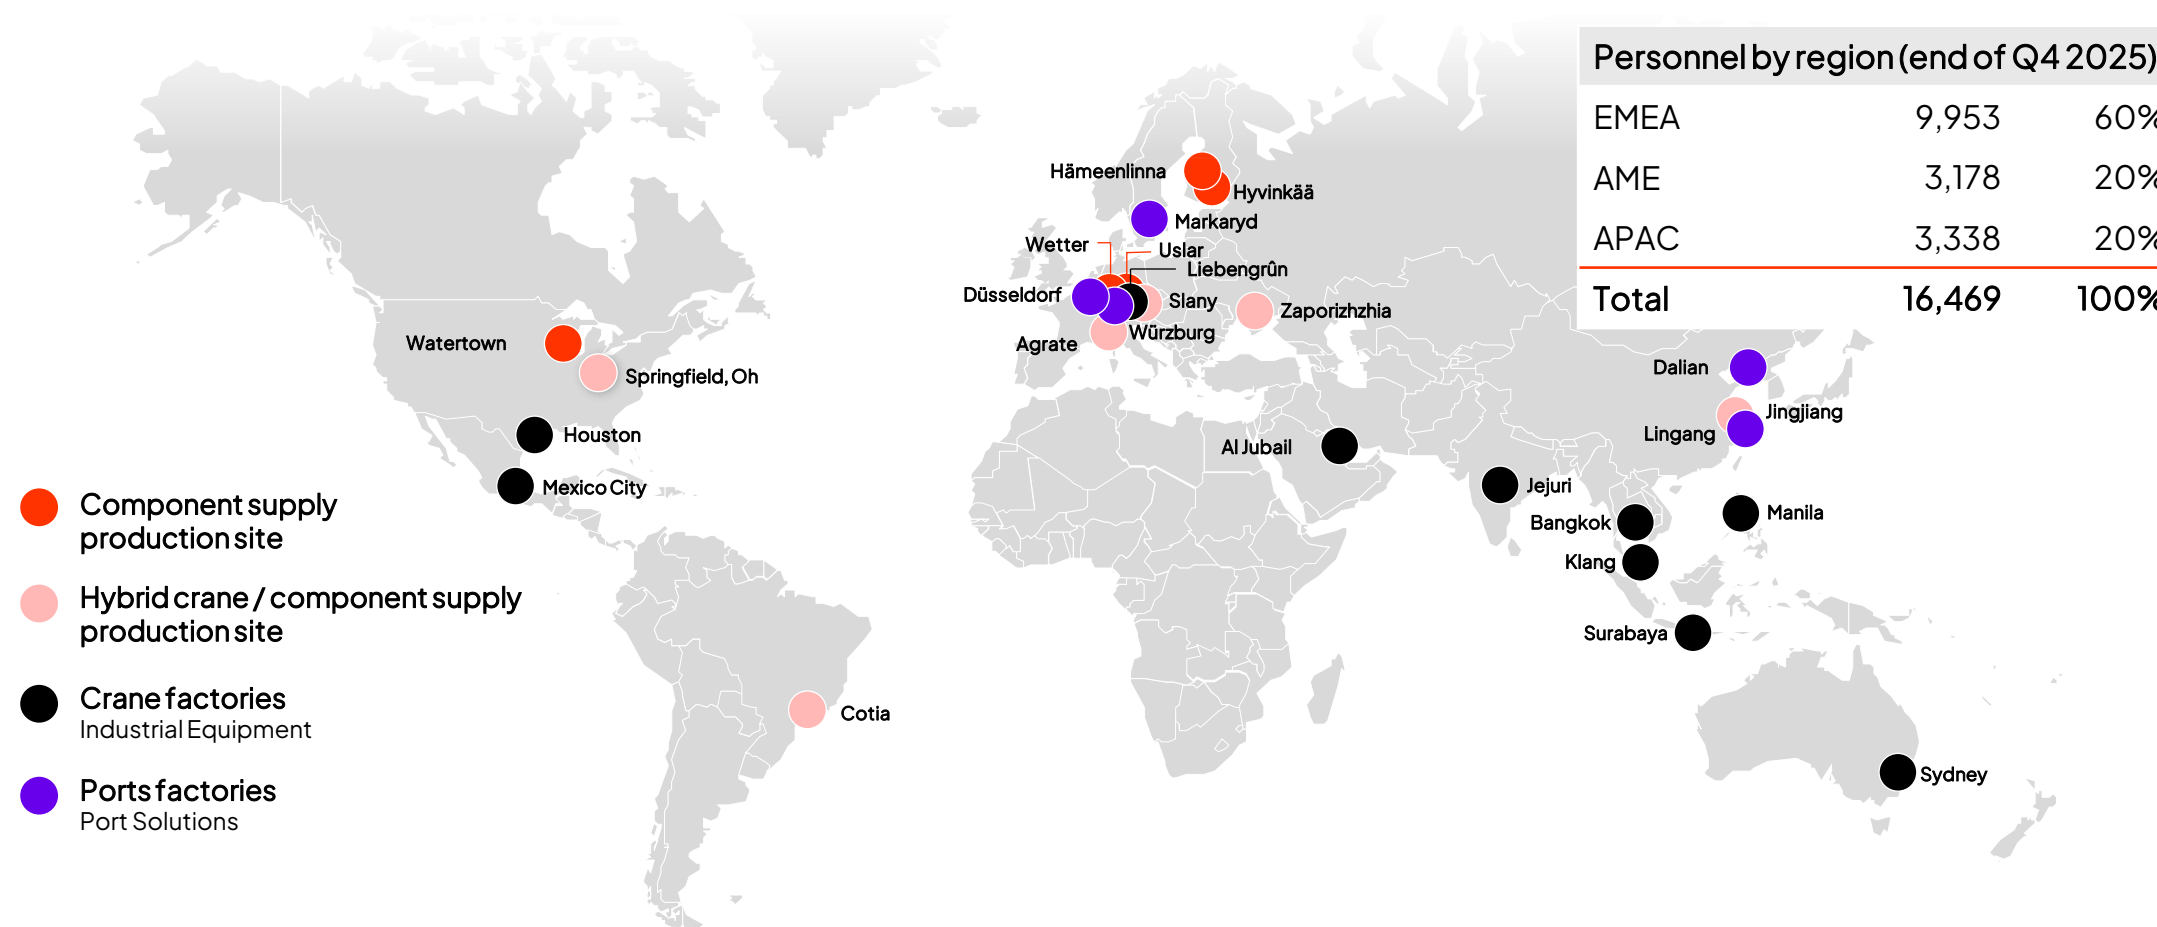 Personnel by region (end of Q4 2025)
EMEA 9,953 60%
AME 3,178 20%
APAC 3,338 20%
Total 16,469 100%
Hämeenlinna
Hyvinkää
Markaryd
Wetter
Uslar
Liebengrûn
Düsseldorf
Slany
Zaporizhzhia
Würzburg
Agrate
Watertown
Springfield, Oh
Houston
Mexico City
Cotia
Al Jubail
Dalian
Jingjiang
Lingang
Jejuri
Bangkok
Manila
Klang
Surabaya
Sydney
Component supply
production site
Hybrid crane / component supply
production site
Crane factories
Industrial Equipment
Ports factories
Port Solutions